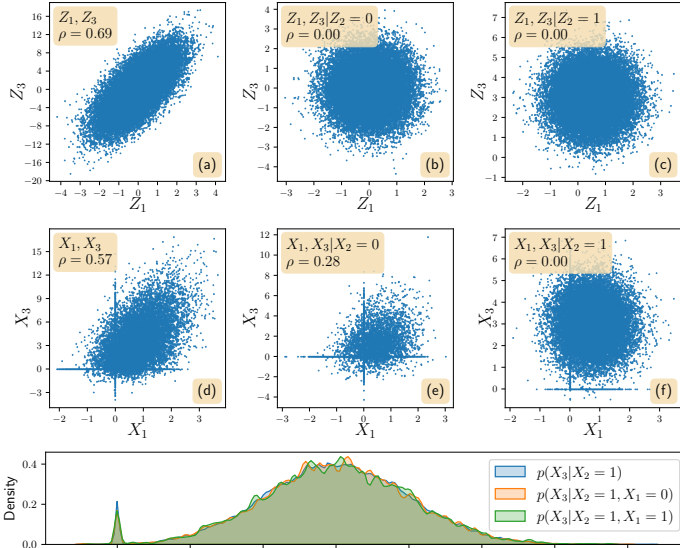 Z₁, Z₃
ρ = 0.69
Z₃
16
12
8
4
0
−4
−8
−12
−16
−20
−4 −3 −2 −1 0 1 2 3 4
Z₁
(a)
Z₁, Z₃|Z₂ = 0
ρ = 0.00
Z₃
4
3
2
1
0
−1
−2
−3
−4
−3 −2 −1 0 1 2 3
Z₁
(b)
Z₁, Z₃|Z₂ = 1
ρ = 0.00
Z₃
7
6
5
4
3
2
1
0
−1
−2 −1 0 1 2 3
Z₁
(c)
X₁, X₃
ρ = 0.57
X₃
15
12
9
6
3
0
−3
−2 −1 0 1 2 3
X₁
(d)
X₁, X₃|X₂ = 0
ρ = 0.28
X₃
12
10
8
6
4
2
0
−2
−4
−3 −2 −1 0 1 2 3
X₁
(e)
X₁, X₃|X₂ = 1
ρ = 0.00
X₃
7
6
5
4
3
2
1
0
−2 −1 0 1 2 3
X₁
(f)
Density
0.4
0.2
0.0
p(X₃|X₂ = 1)
p(X₃|X₂ = 1, X₁ = 0)
p(X₃|X₂ = 1, X₁ = 1)